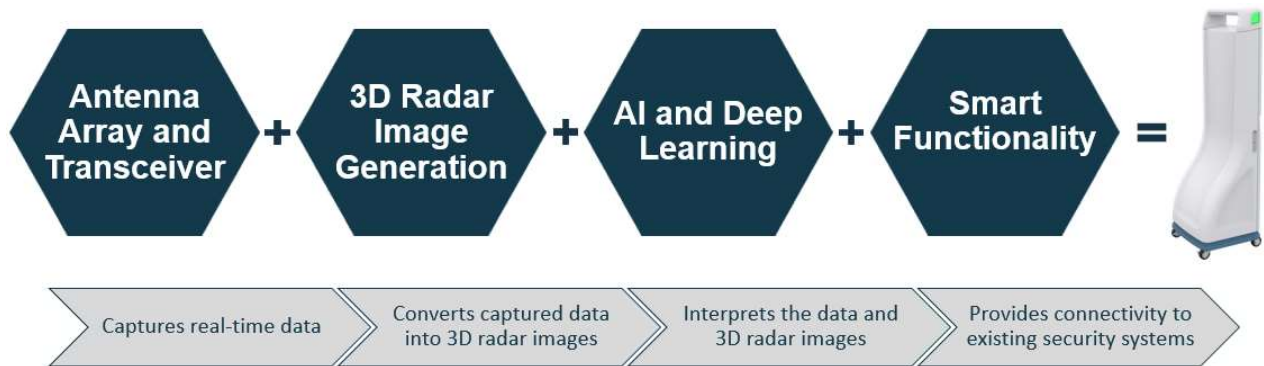 Antenna
Array and
Transceiver
+
3D Radar
Image
Generation
+
AI and Deep
Learning
+
Smart
Functionality
=
Captures real-time data
Converts captured data
into 3D radar images
Interprets the data and
3D radar images
Provides connectivity to
existing security systems